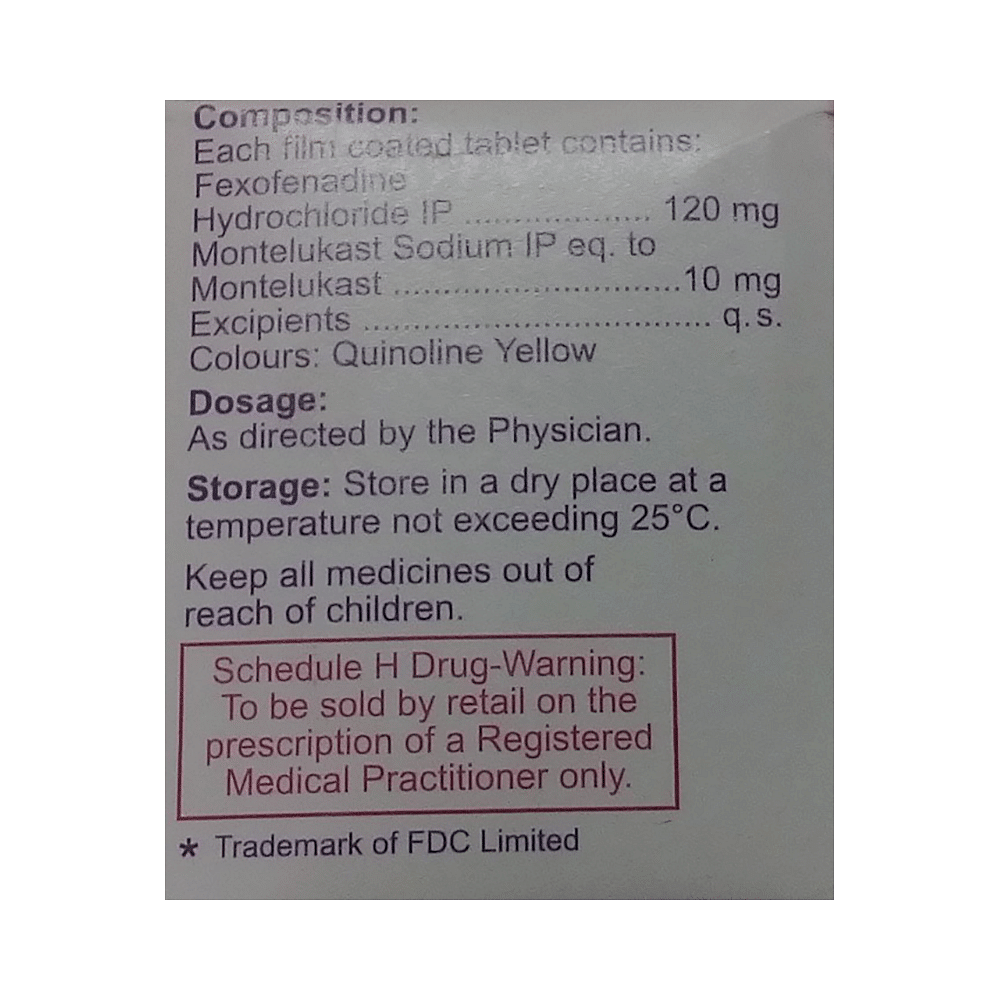 Composition:
Each film coated tablet contains:
Fexofenadine
Hydrochloride IP ................... 120 mg
Montelukast Sodium IP eq. to
Montelukast .............................10 mg
Excipients ................................... q.s.
Colours: Quinoline Yellow
Dosage:
As directed by the Physician.
Storage: Store in a dry place at a
temperature not exceeding 25°C.
Keep all medicines out of
reach of children.
Schedule H Drug-Warning:
To be sold by retail on the
prescription of a Registered
Medical Practitioner only.
* Trademark of FDC Limited